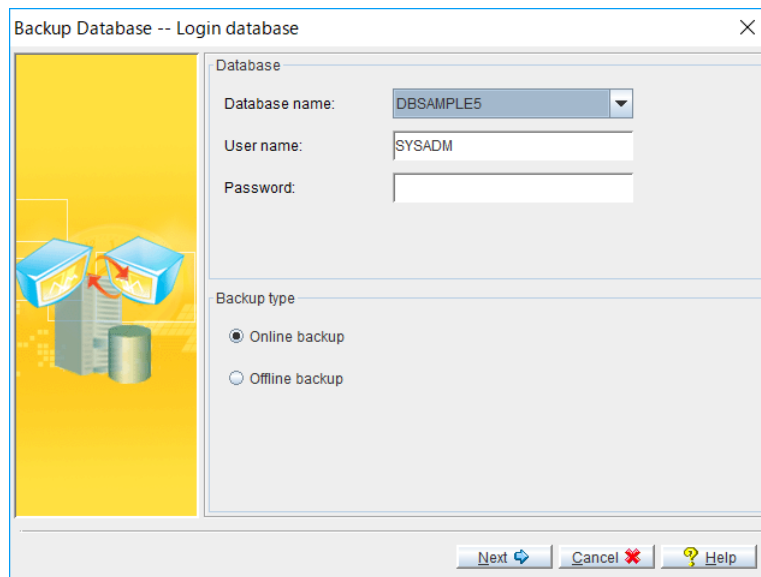 Backup Database -- Login database
Database
Database name: DBSAMPLE5
User name: SYSADM
Password:
Backup type
Online backup
Offline backup
Next Cancel Help